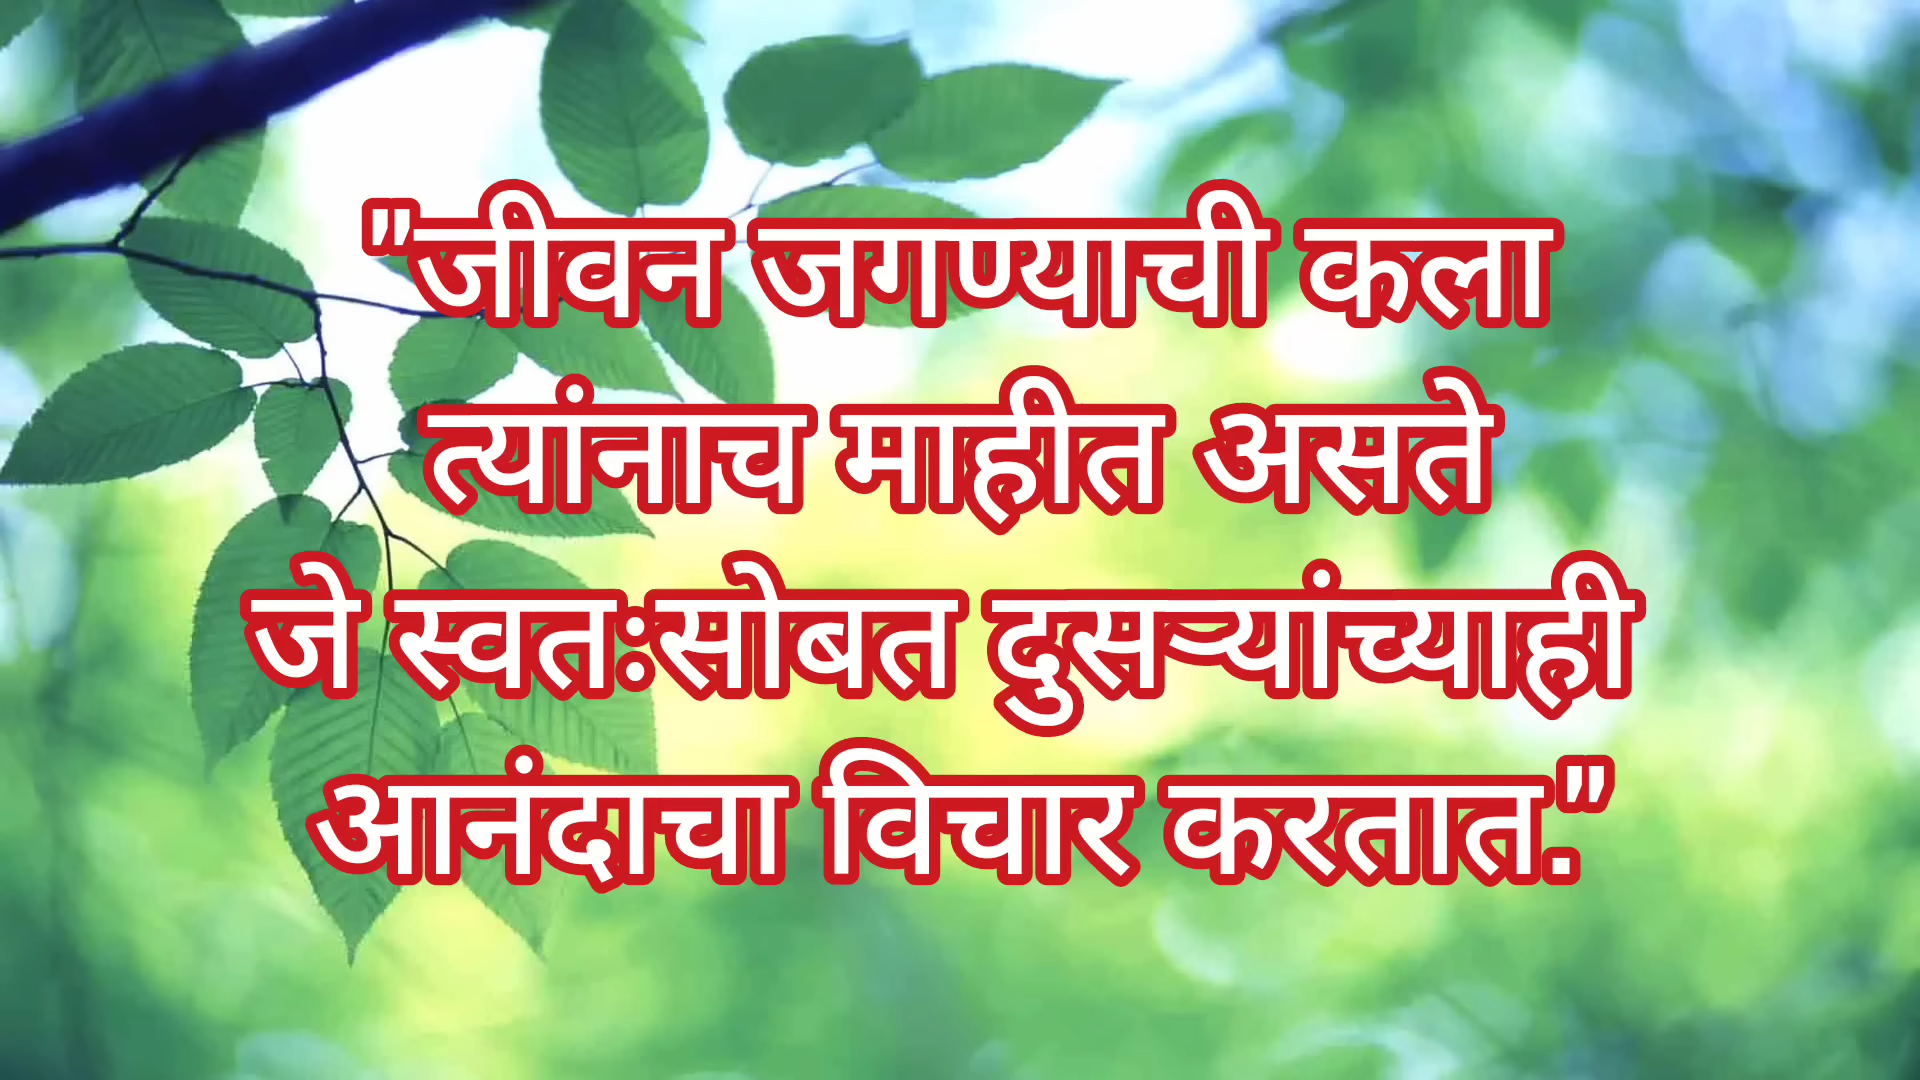 "जीवन जगण्याची कला
त्यांनाच माहीत असते
जे स्वतःसोबत दुसऱ्यांच्याही
आनंदाचा विचार करतात."